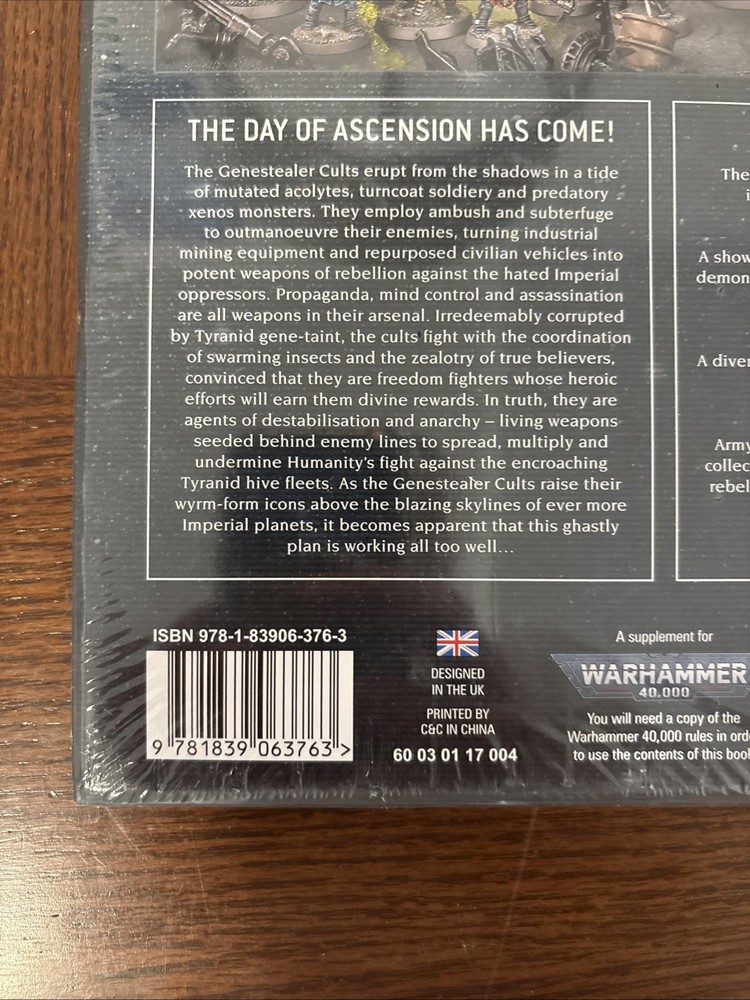 THE DAY OF ASCENSION HAS COME!
The Genestealer Cults erupt from the shadows in a tide
of mutated acolytes, turncoat soldiery and predatory
xenos monsters. They employ ambush and subterfuge
to outmanoeuvre their enemies, turning industrial
mining equipment and repurposed civilian vehicles into
potent weapons of rebellion against the hated Imperial
oppressors. Propaganda, mind control and assassination
are all weapons in their arsenal. Irredeemably corrupted
by Tyranid gene-taint, the cults fight with the coordination
of swarming insects and the zealotry of true believers,
convinced that they are freedom fighters whose heroic
efforts will earn them divine rewards. In truth, they are
agents of destabilisation and anarchy – living weapons
seeded behind enemy lines to spread, multiply and
undermine Humanity's fight against the encroaching
Tyranid hive fleets. As the Genestealer Cults raise their
wyrm-form icons above the blazing skylines of ever more
Imperial planets, it becomes apparent that this ghastly
plan is working all too well...
The
i
A show
demon
A diver
Army
collec
rebel
ISBN 978-1-83906-376-3
9 781839 063763 >
DESIGNED
IN THE UK
PRINTED BY
C&C IN CHINA
60 03 01 17 004
A supplement for
WARHAMMER
40,000
You will need a copy of the
Warhammer 40,000 rules in orde
to use the contents of this book